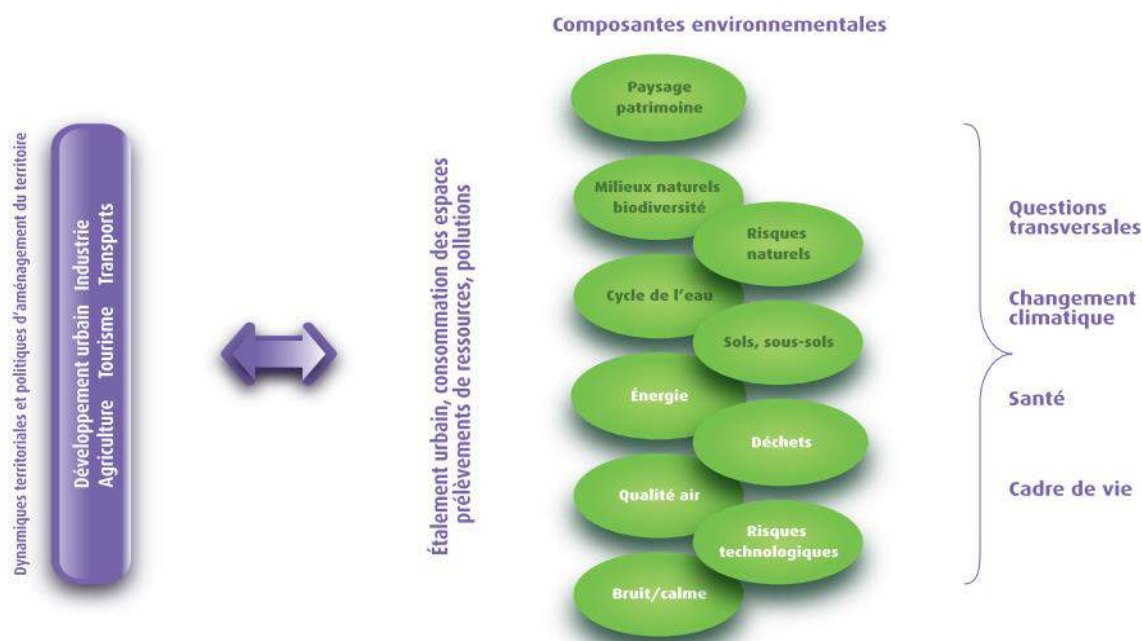 Composantes environnementales
Dynamiques territoriales et politiques d'aménagement du territoire
Développement urbain Industrie
Agriculture Tourisme Transports
Étalement urbain, consommation des espaces
prélèvements de ressources, pollutions
Paysage
patrimoine
Milieux naturels
biodiversité
Risques
naturels
Cycle de l'eau
Sols, sous-sols
Énergie
Déchets
Qualité air
Risques
technologiques
Bruit/calme
Questions
transversales
Changement
climatique
Santé
Cadre de vie